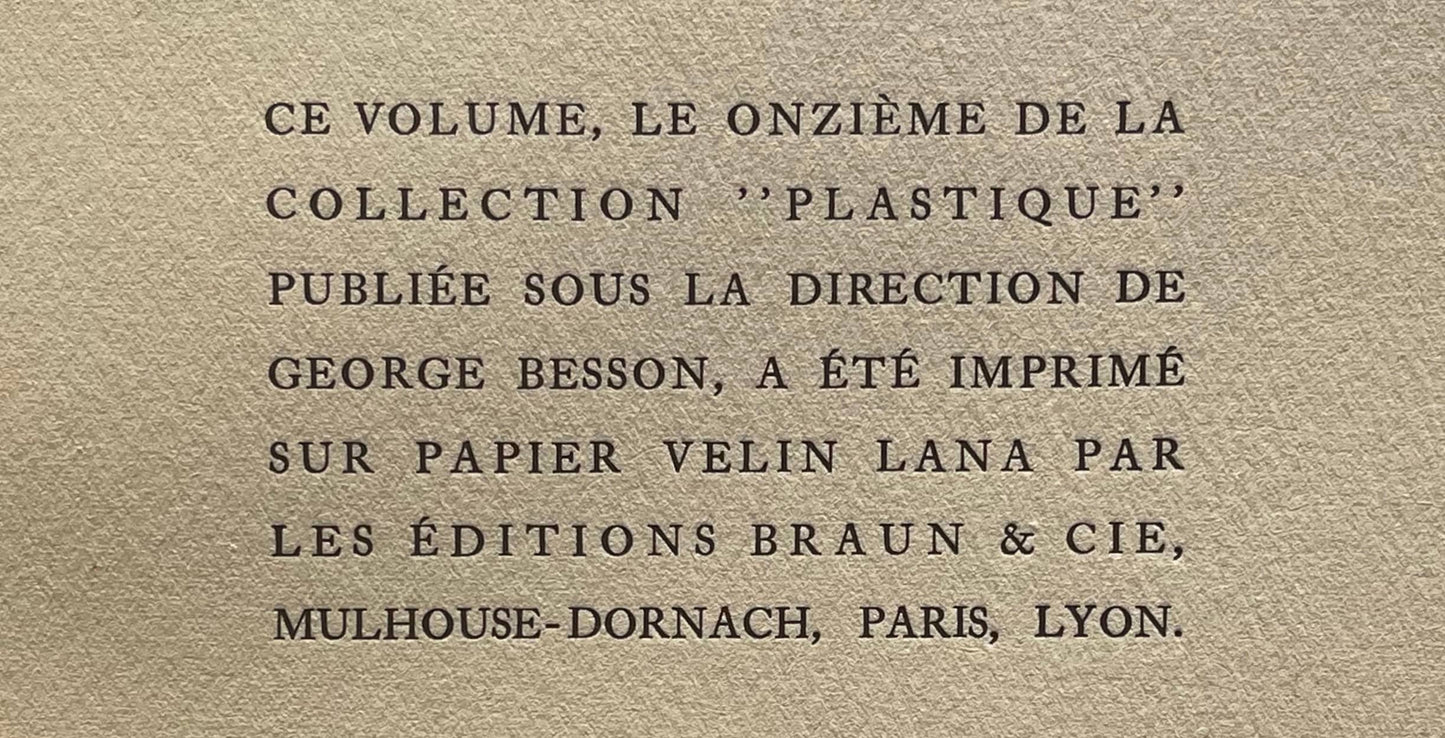 CE VOLUME, LE ONZIÈME DE LA
COLLECTION ’’PLASTIQUE’’
PUBLIÉE SOUS LA DIRECTION DE
GEORGE BESSON, A ÉTÉ IMPRIMÉ
SUR PAPIER VELIN LANA PAR
LES ÉDITIONS BRAUN & CIE,
MULHOUSE-DORNACH, PARIS, LYON.